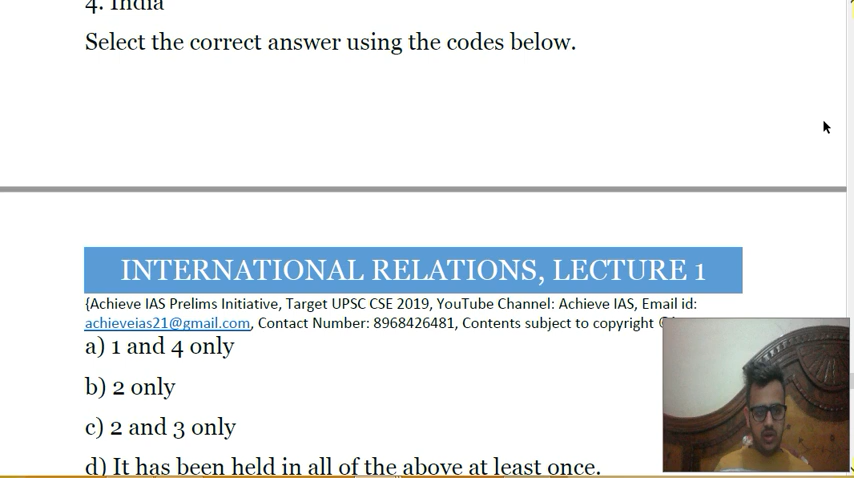 4. India
Select the correct answer using the codes below.
INTERNATIONAL RELATIONS, LECTURE 1
{Achieve IAS Prelims Initiative, Target UPSC CSE 2019, YouTube Channel: Achieve IAS, Email id:
achieveias21@gmail.com, Contact Number: 8968426481, Contents subject to copyright
a) 1 and 4 only
b) 2 only
c) 2 and 3 only
d) It has been held in all of the above at least once.